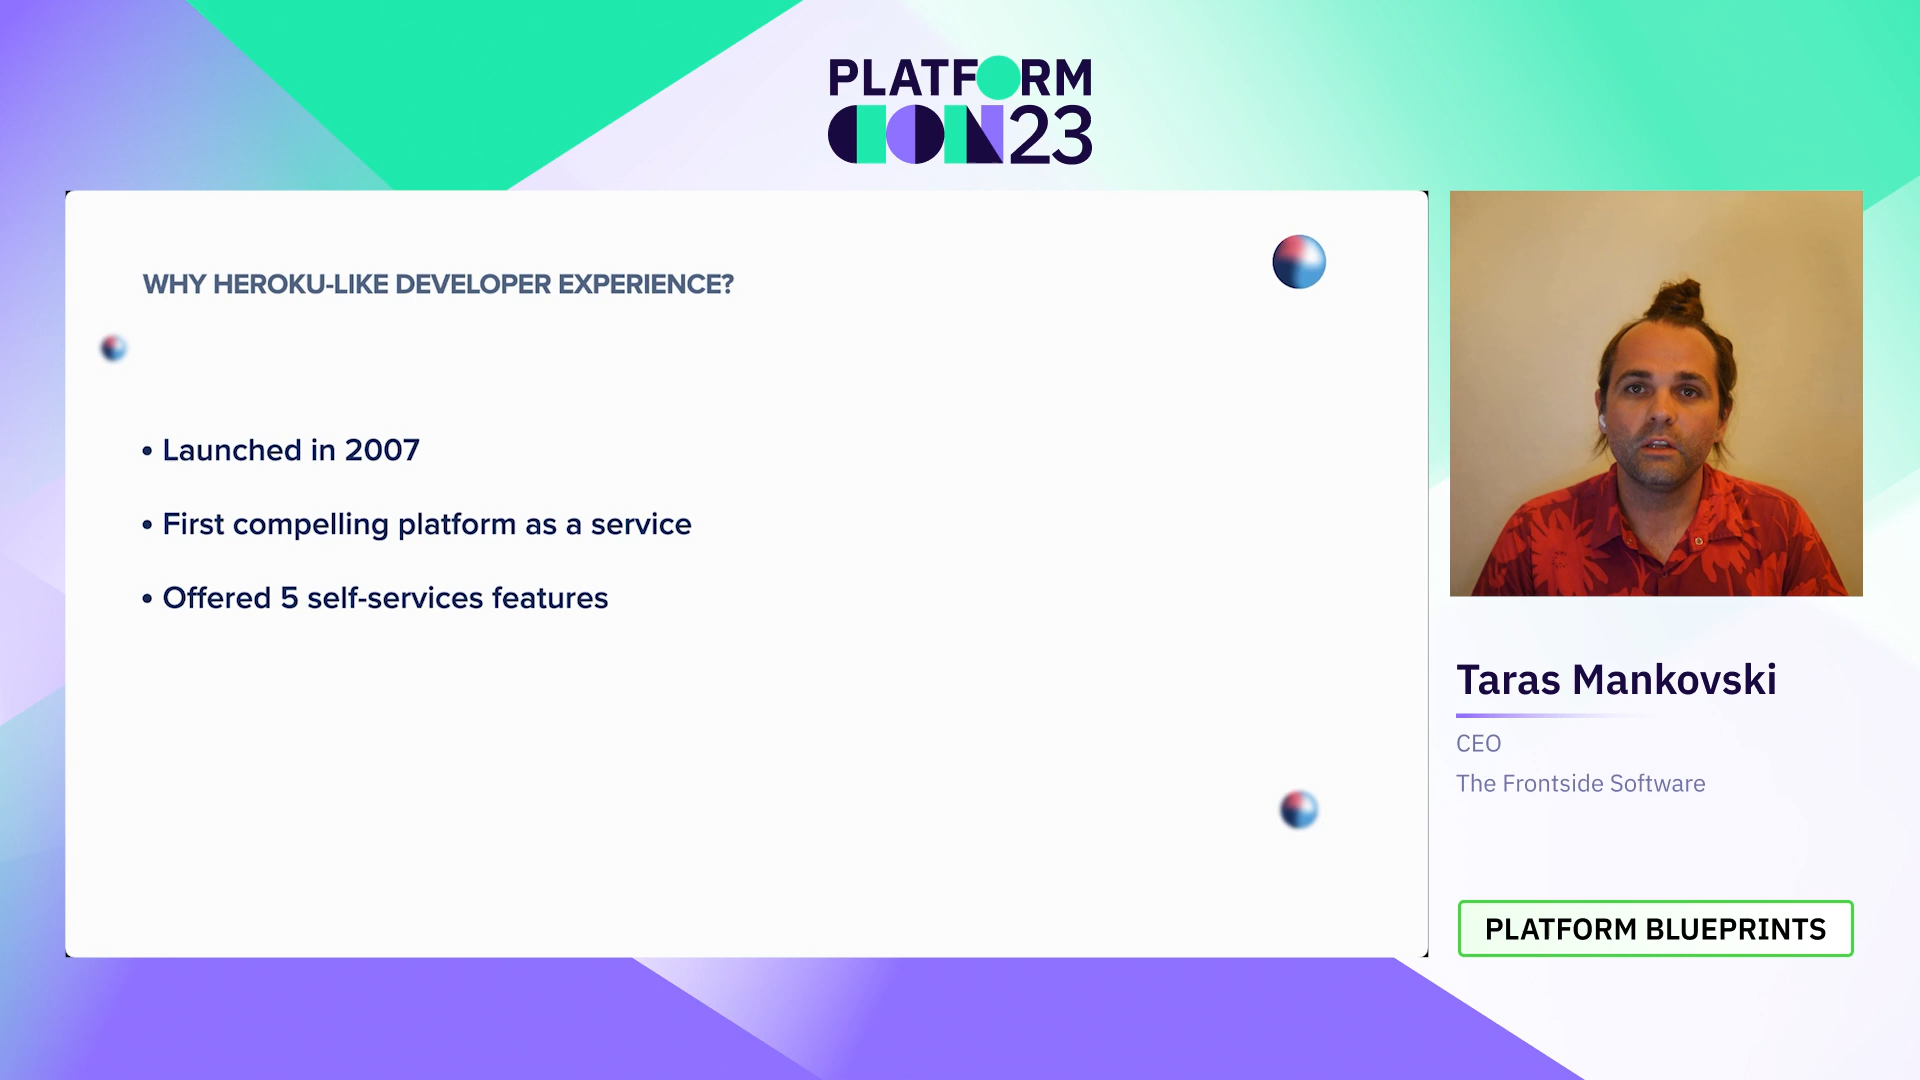 PLATFORM
CON23
WHY HEROKU-LIKE DEVELOPER EXPERIENCE?
• Launched in 2007
• First compelling platform as a service
• Offered 5 self-services features
Taras Mankovski
CEO
The Frontside Software
PLATFORM BLUEPRINTS